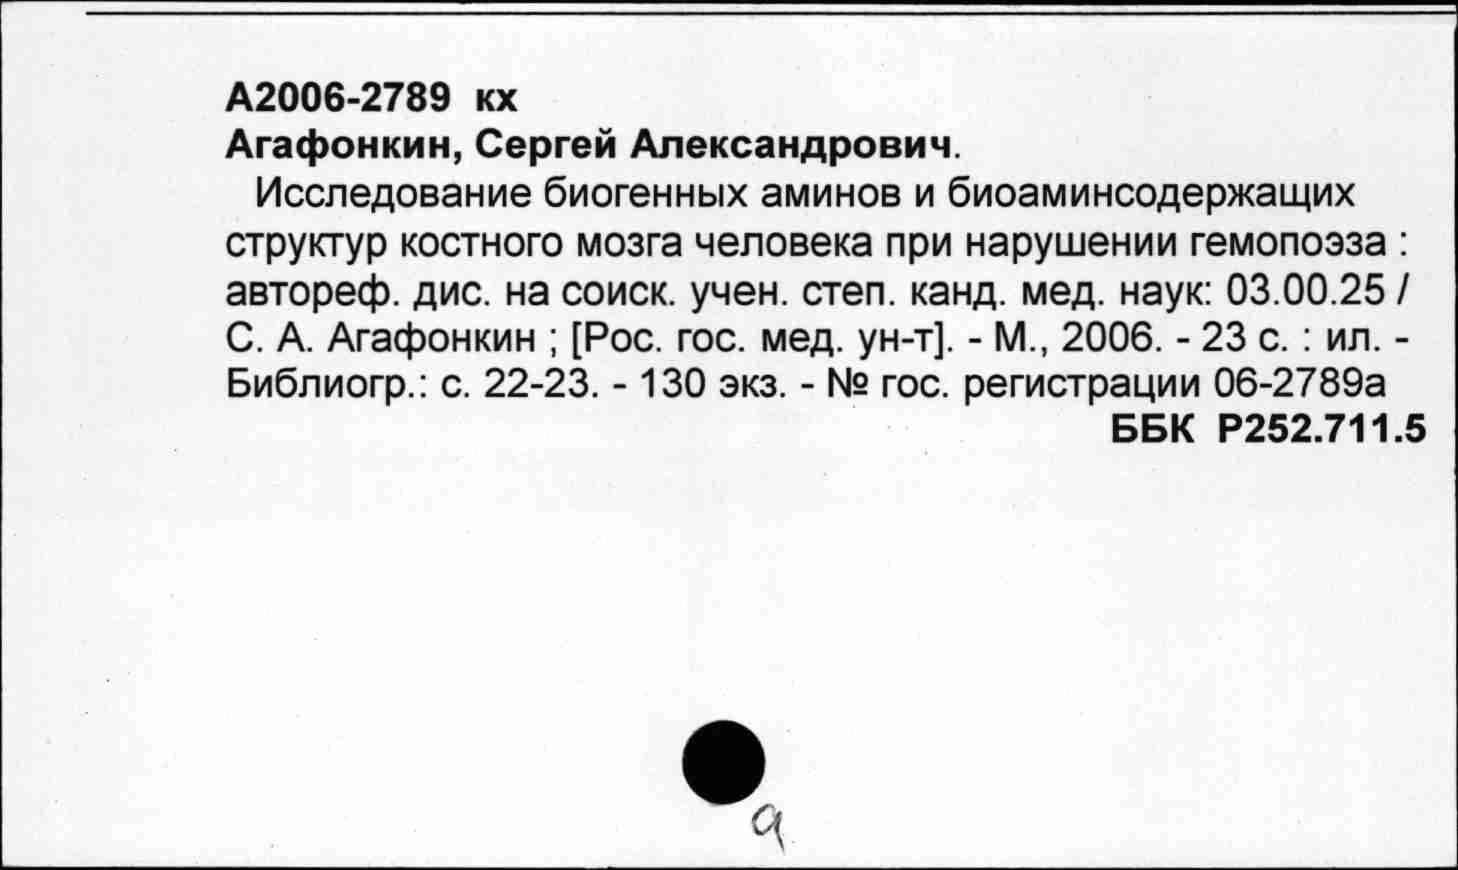 А2006-2789 кх
Агафонкин, Сергей Александрович.
Исследование биогенных аминов и биоаминсодержащих
структур костного мозга человека при нарушении гемопоэза :
автореф. дис. на соиск. учен. степ. канд. мед. наук: 03.00.25 /
С. А. Агафонкин ; [Рос. гос. мед. ун-т]. - М., 2006. - 23 с. : ил. -
Библиогр.: с. 22-23. - 130 экз. - № гос. регистрации 06-2789а
ББК Р252.711.5